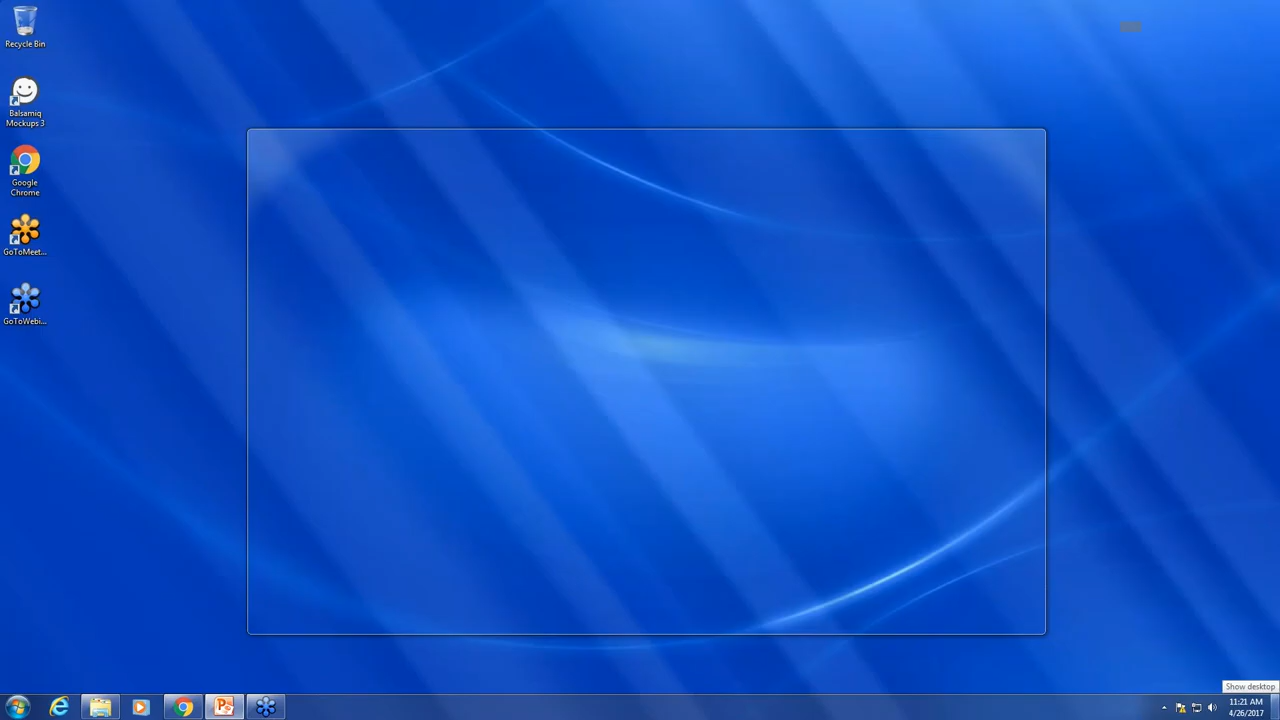 Recycle Bin
Balsamiq
Mockups 3
Google
Chrome
GoToMeet...
GoToWebi...
Show desktop
11:21 AM
4/26/2017